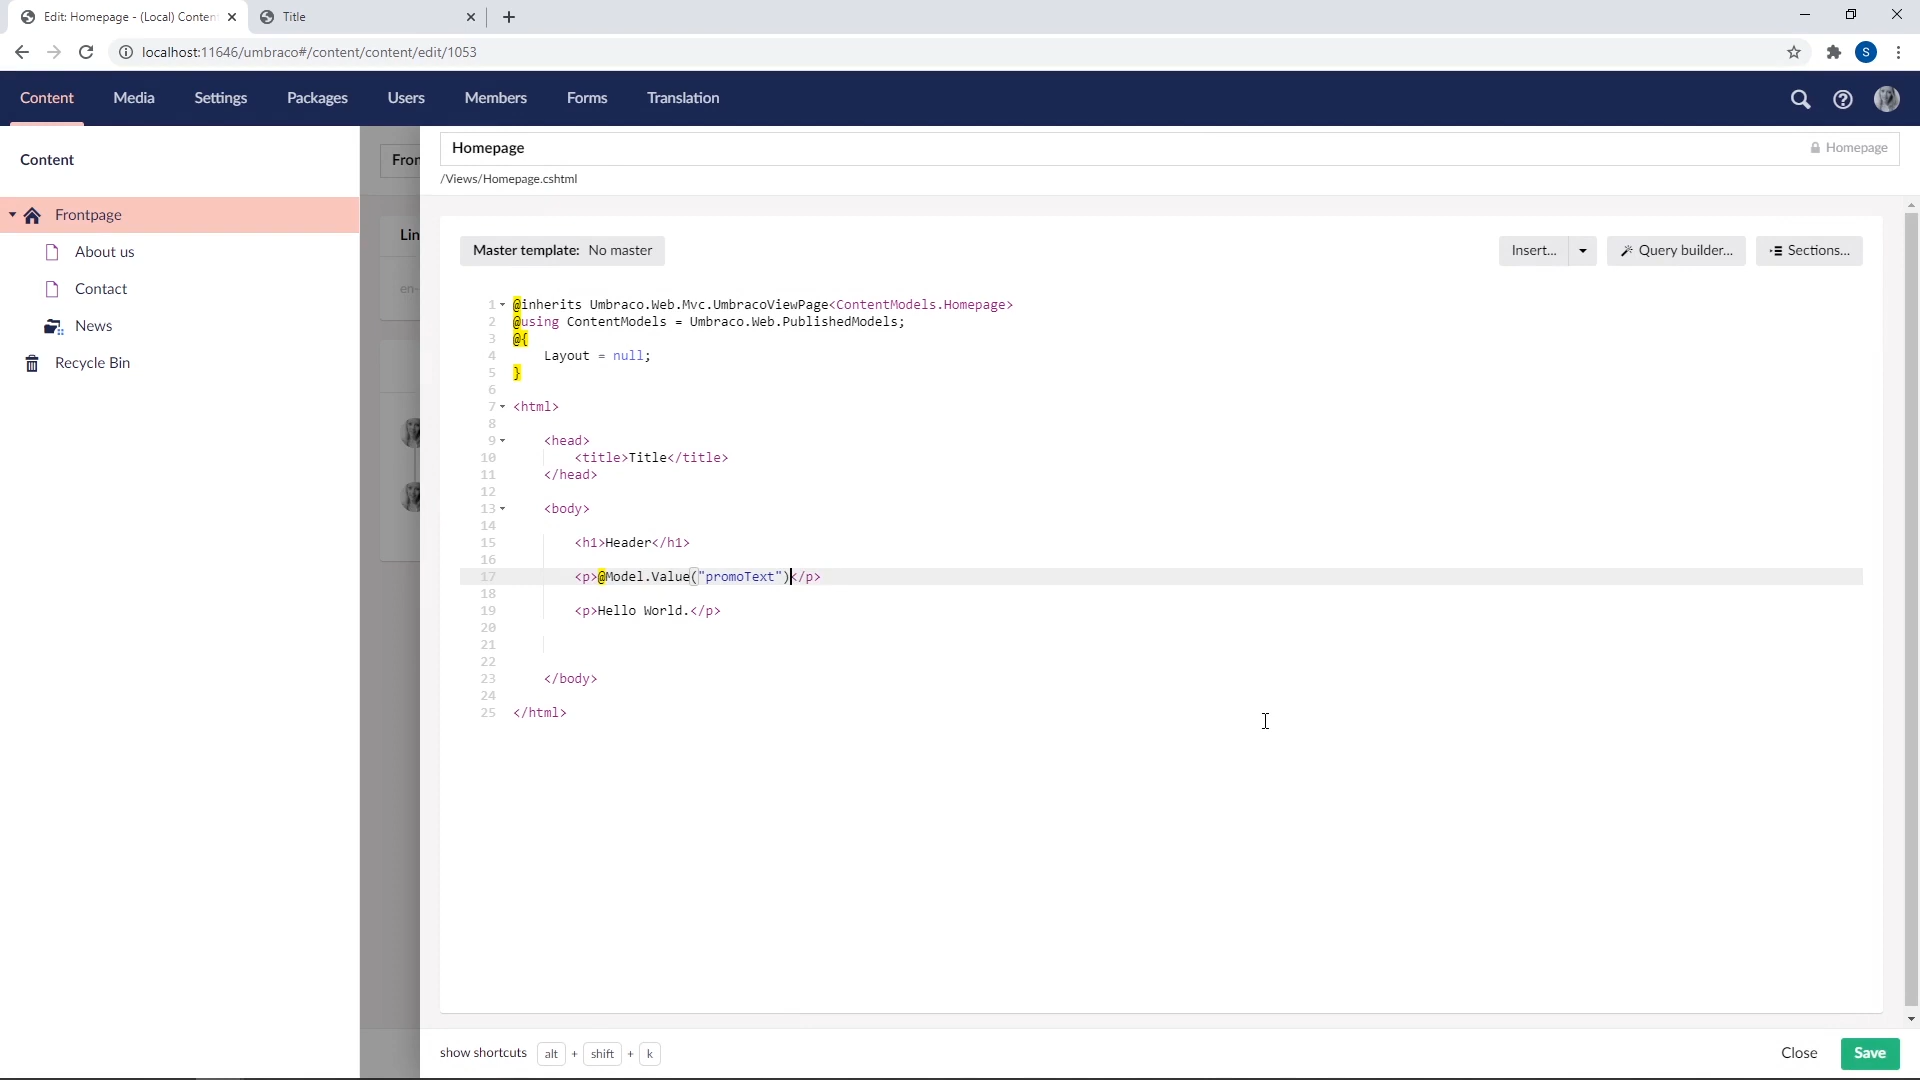 Edit: Homepage - (Local) Conten
Title
localhost:11646/umbraco#/content/content/edit/1053
S
Content Media Settings Packages Users Members Forms Translation
Content
Frontpage
About us
Contact
News
Recycle Bin
Fron
Lin
en-
Homepage
Homepage
/Views/Homepage.cshtml
Master template: No master
Insert...
Query builder...
Sections...
1 @inherits Umbraco.Web.Mvc.UmbracoViewPage<ContentModels.Homepage>
2 @using ContentModels = Umbraco.Web.PublishedModels;
3 @{
4 Layout = null;
5 }
6
7 <html>
8
9 <head>
10 <title>Title</title>
11 </head>
12
13 <body>
14
15 <h1>Header</h1>
16
17 <p>@Model.Value("promoText")</p>
18
19 <p>Hello World.</p>
20
21
22
23 </body>
24
25 </html>
show shortcuts alt + shift + k
Close
Save